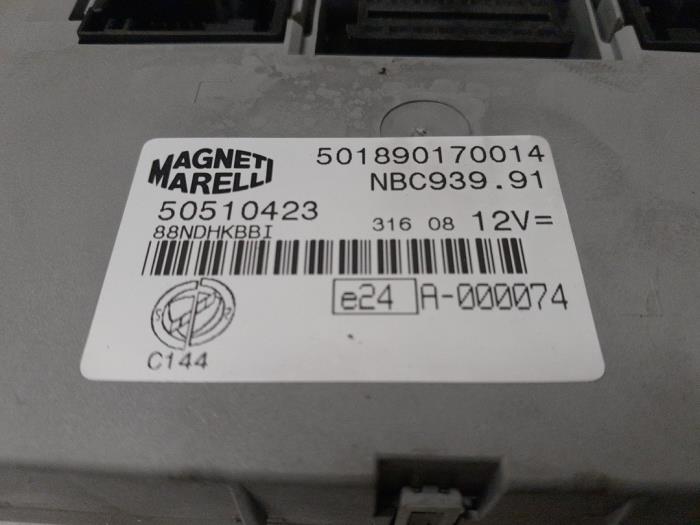 MAGNETI MARELLI
501890170014
NBC939.91
50510423
88NDHKBBI
316 08 12V=
e24 A-000074
C144